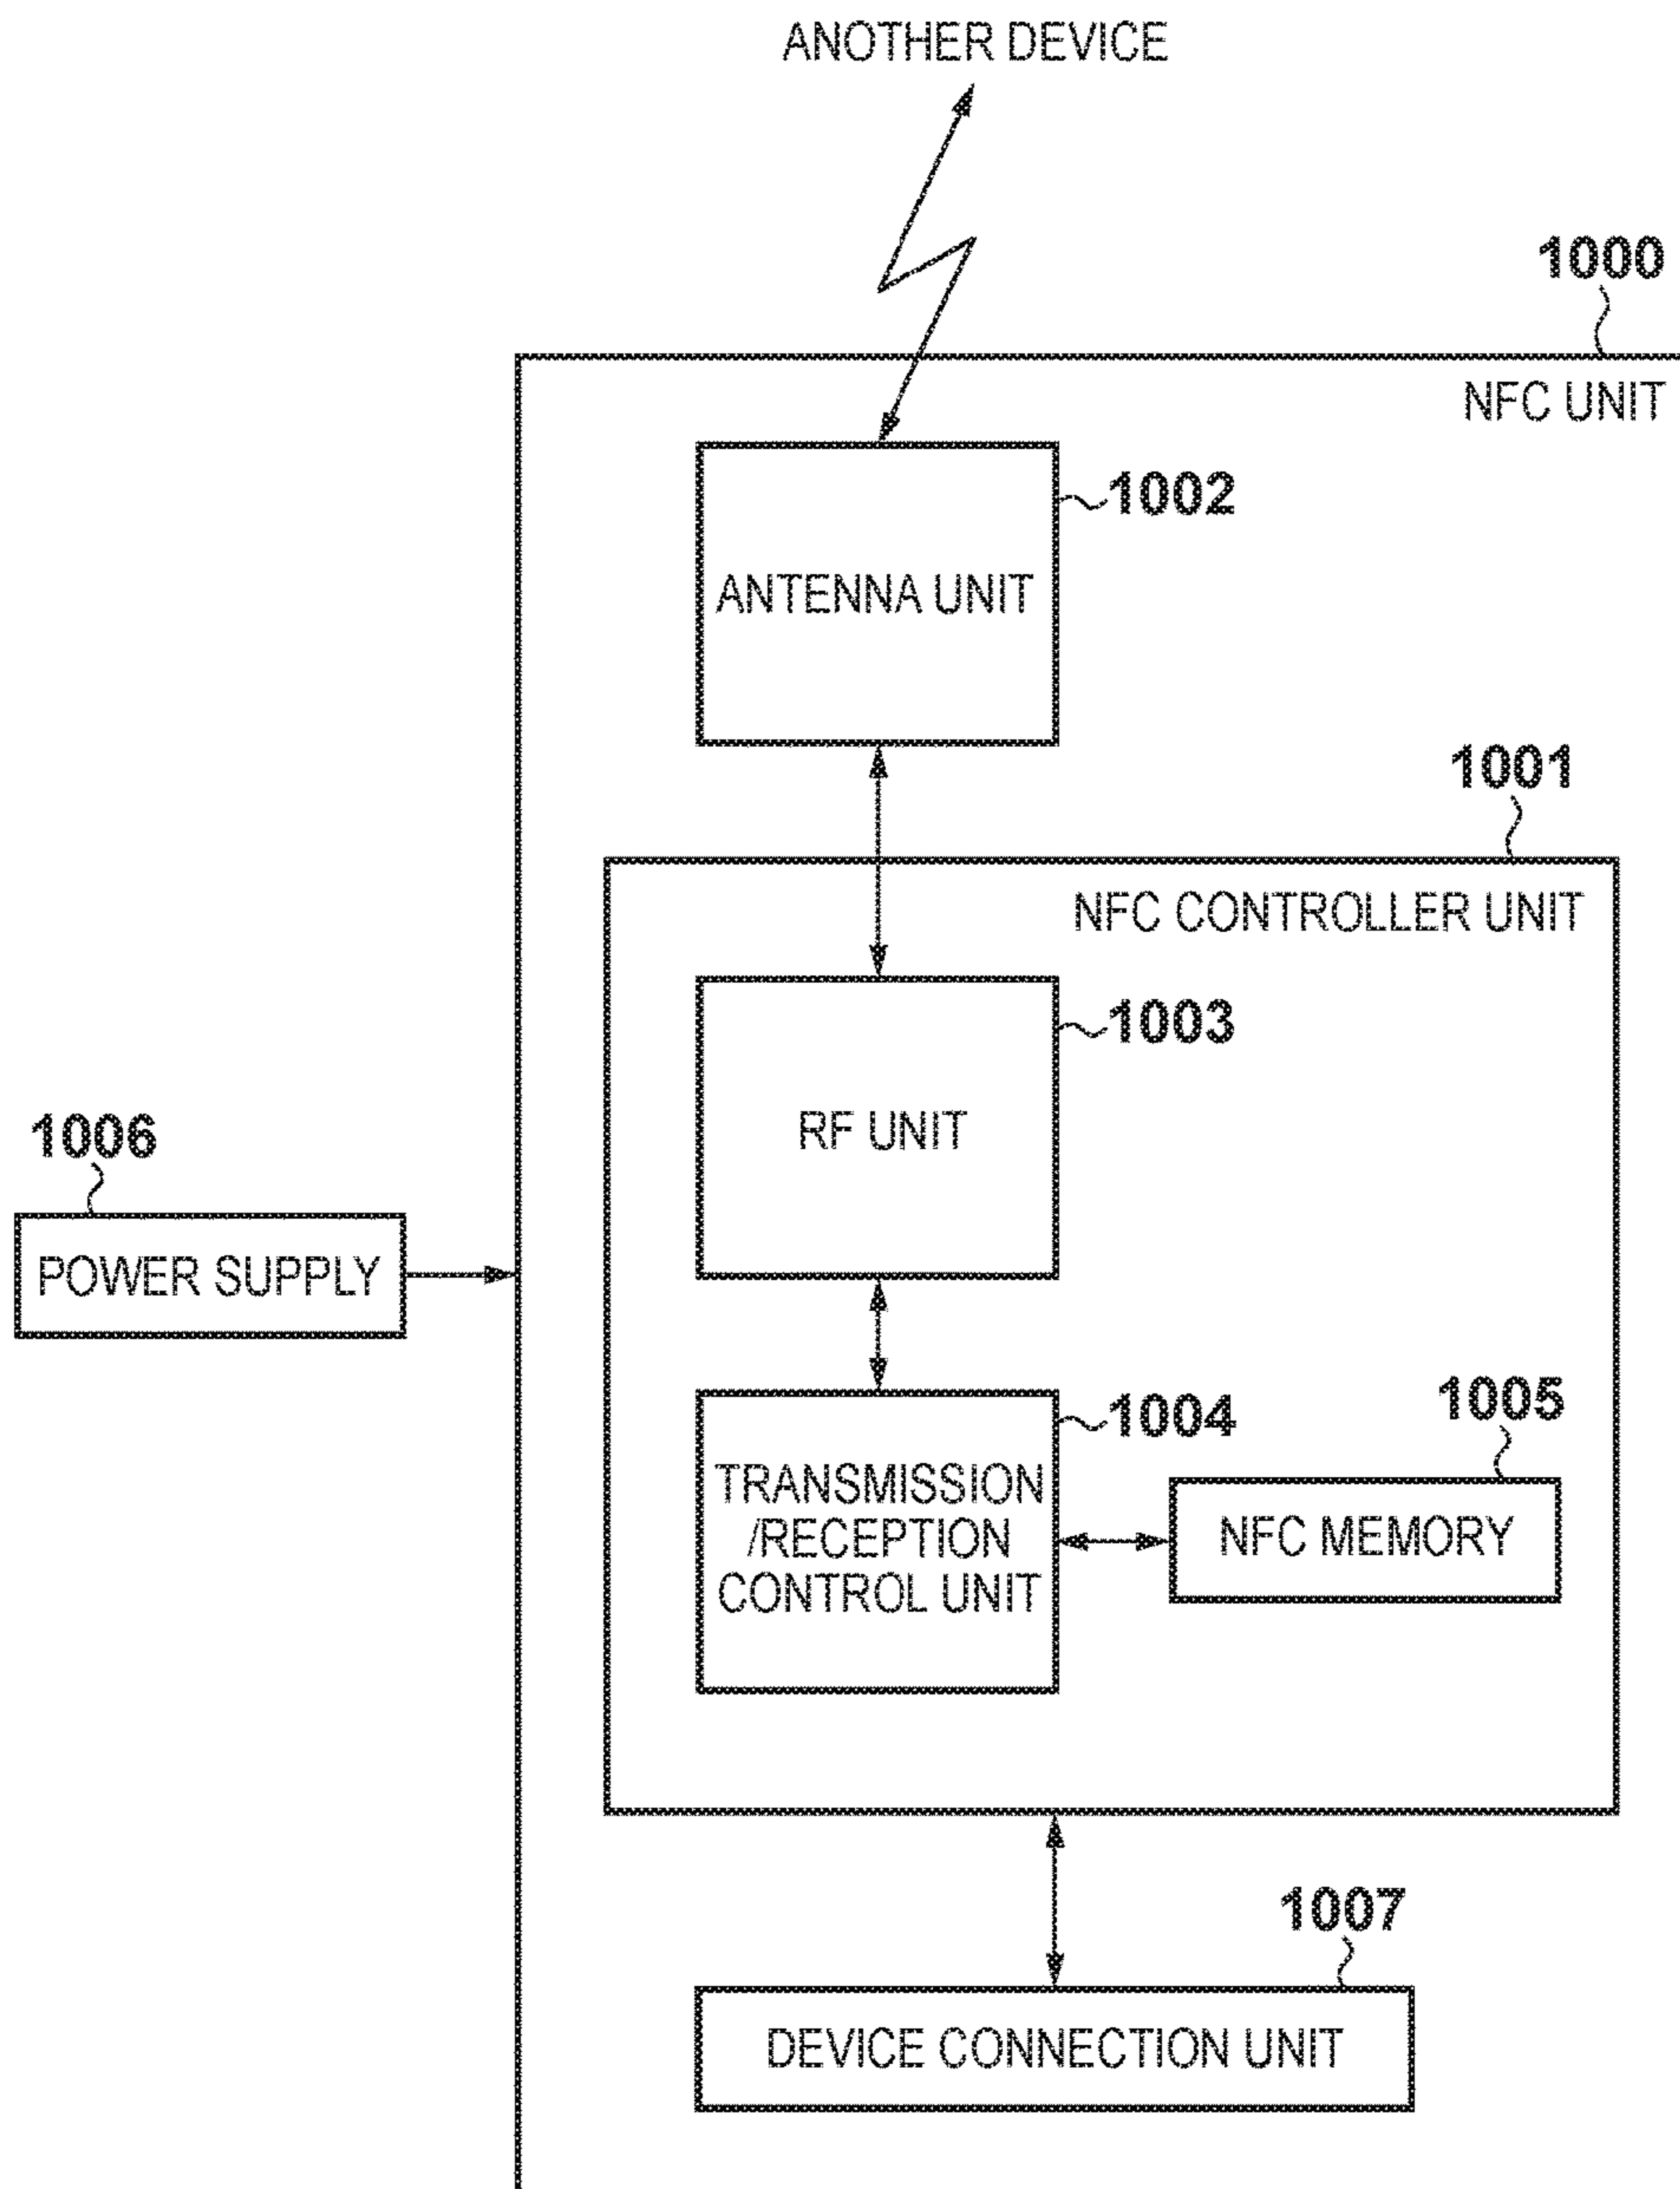 ANOTHER DEVICE
1000
NFC UNIT
1002
ANTENNA UNIT
1001
NFC CONTROLLER UNIT
1003
RF UNIT
1006
POWER SUPPLY
1004
TRANSMISSION
/RECEPTION
CONTROL UNIT
1005
NFC MEMORY
1007
DEVICE CONNECTION UNIT